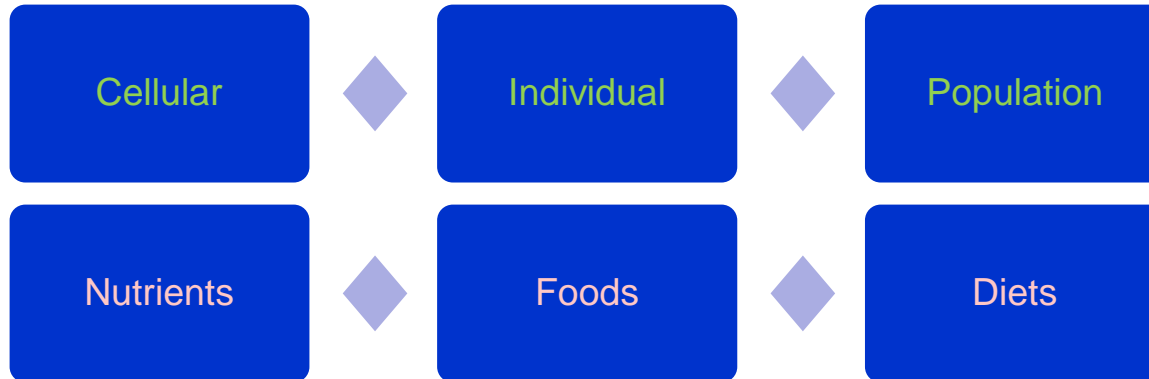 Cellular
Individual
Population
Nutrients
Foods
Diets